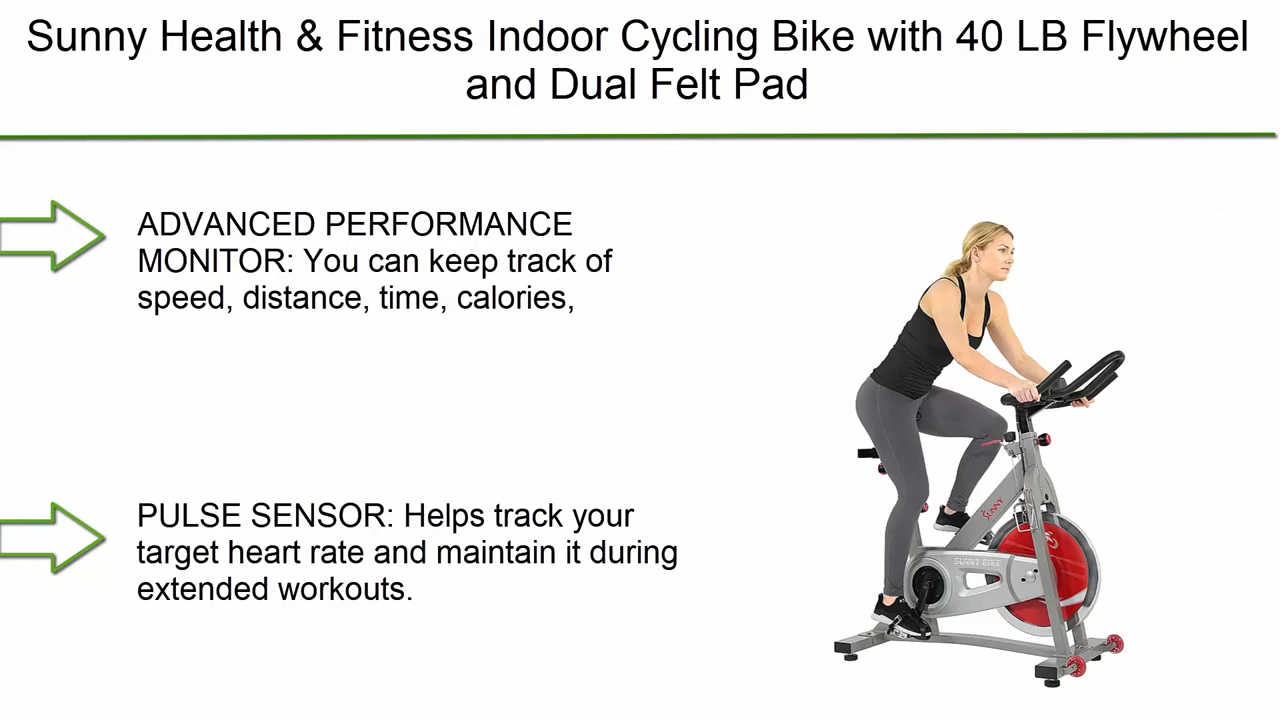 Sunny Health & Fitness Indoor Cycling Bike with 40 LB Flywheel
and Dual Felt Pad
ADVANCED PERFORMANCE
MONITOR: You can keep track of
speed, distance, time, calories,
PULSE SENSOR: Helps track your
target heart rate and maintain it during
extended workouts.
SUNNY
SUNNY BIKE